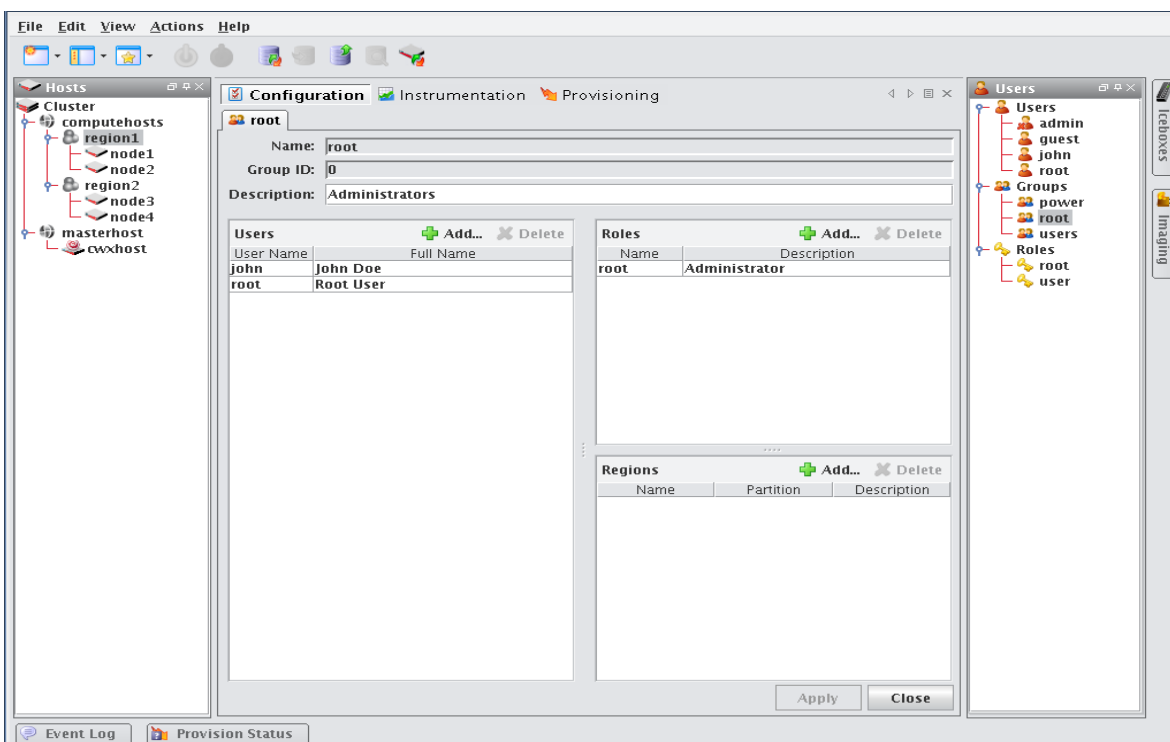 File Edit View Actions Help
Hosts
Cluster
computehosts
region1
node1
node2
region2
node3
node4
masterhost
cwxhost
Configuration Instrumentation Provisioning
root
Name: root
Group ID: 0
Description: Administrators
Users Add... Delete
User Name Full Name
john John Doe
root Root User
Roles Add... Delete
Name Description
root Administrator
Regions Add... Delete
Name Partition Description
Apply Close
Users
Users
admin
guest
john
root
Groups
power
root
users
Roles
root
user
Iceboxes
Imaging
Event Log Provision Status